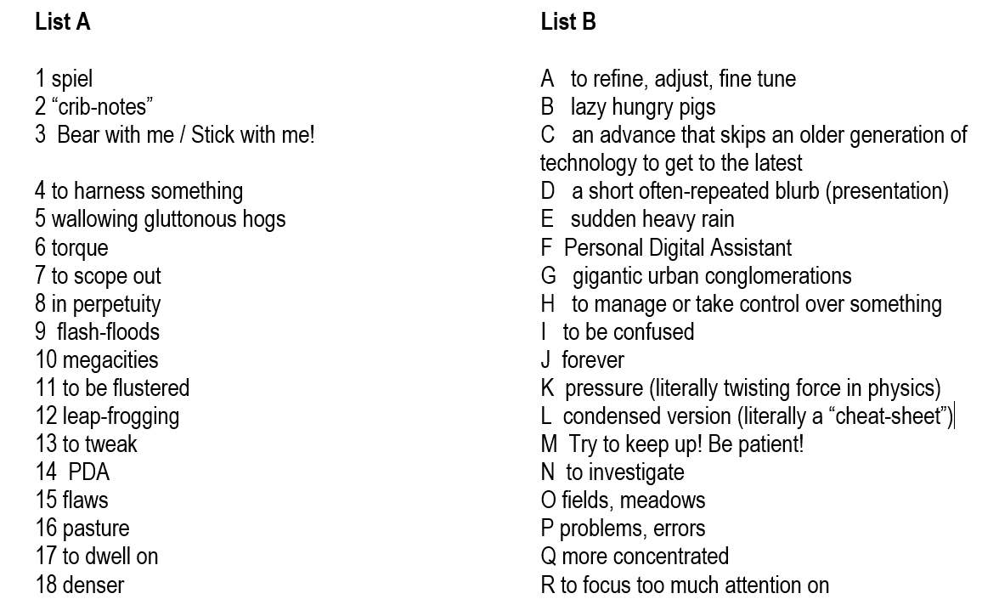 List A
1 spiel
2 “crib-notes”
3 Bear with me / Stick with me!
4 to harness something
5 wallowing gluttonous hogs
6 torque
7 to scope out
8 in perpetuity
9 flash-floods
10 megacities
11 to be flustered
12 leap-frogging
13 to tweak
14 PDA
15 flaws
16 pasture
17 to dwell on
18 denser
List B
A to refine, adjust, fine tune
B lazy hungry pigs
C an advance that skips an older generation of
technology to get to the latest
D a short often-repeated blurb (presentation)
E sudden heavy rain
F Personal Digital Assistant
G gigantic urban conglomerations
H to manage or take control over something
I to be confused
J forever
K pressure (literally twisting force in physics)
L condensed version (literally a “cheat-sheet”)
M Try to keep up! Be patient!
N to investigate
O fields, meadows
P problems, errors
Q more concentrated
R to focus too much attention on